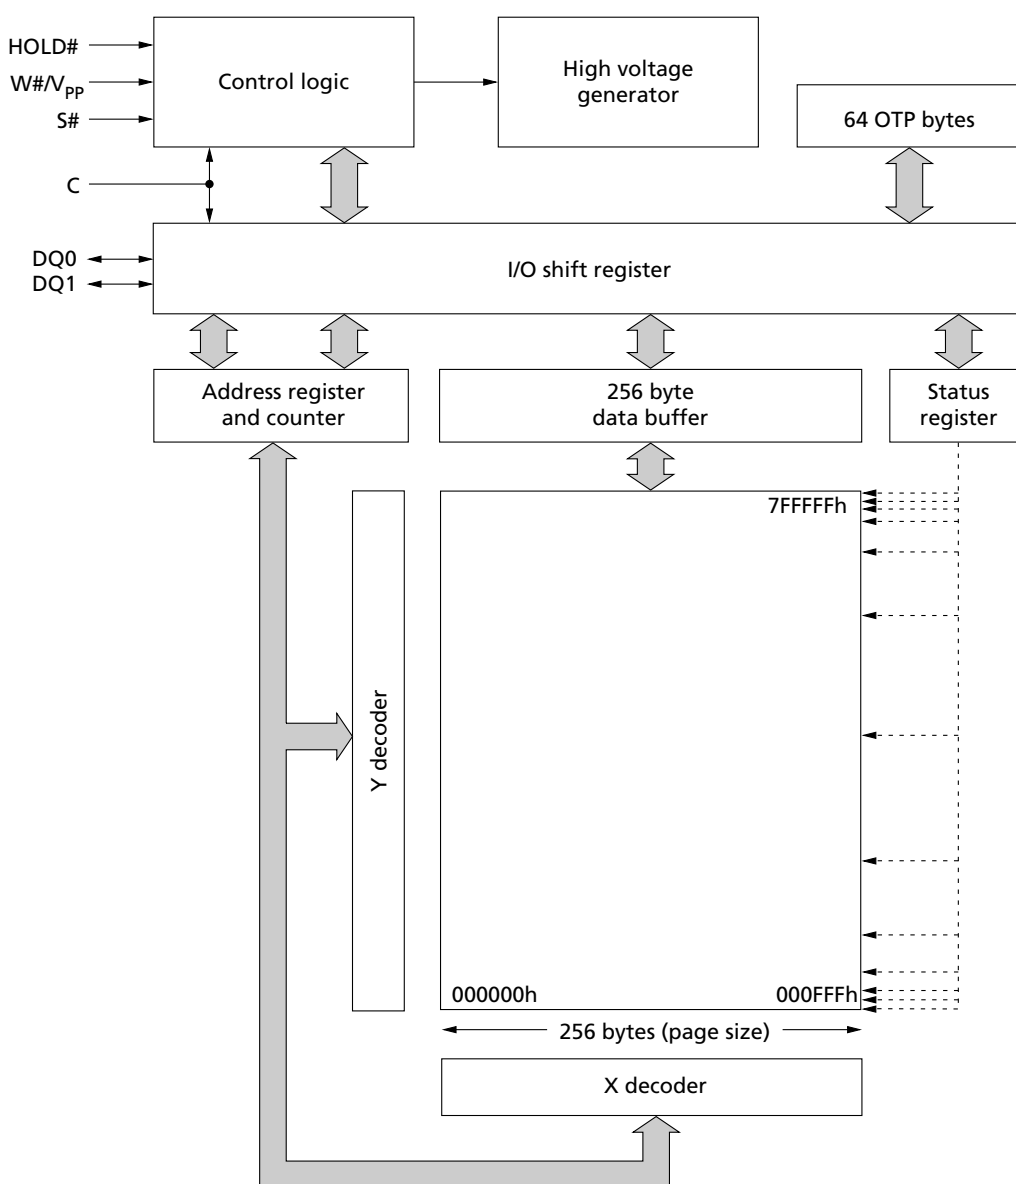 HOLD#
W#/VPP
S#
C
Control logic
High voltage
generator
64 OTP bytes
DQ0
DQ1
I/O shift register
Address register
and counter
256 byte
data buffer
Status
register
7FFFFFh
Y decoder
000000h
000FFFh
256 bytes (page size)
X decoder